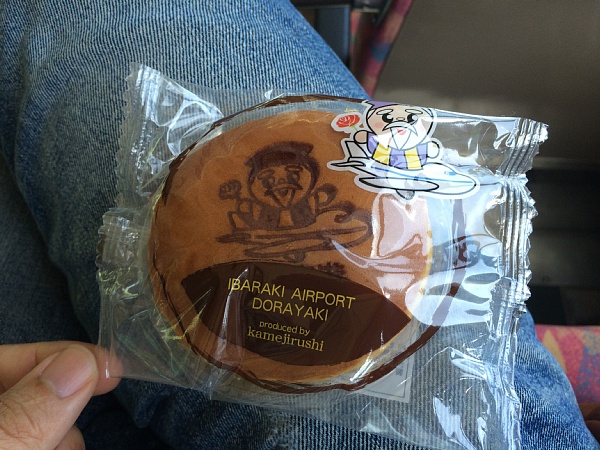 IBARAKI AIRPORT
DORAYAKI
produced by
kamejirushi